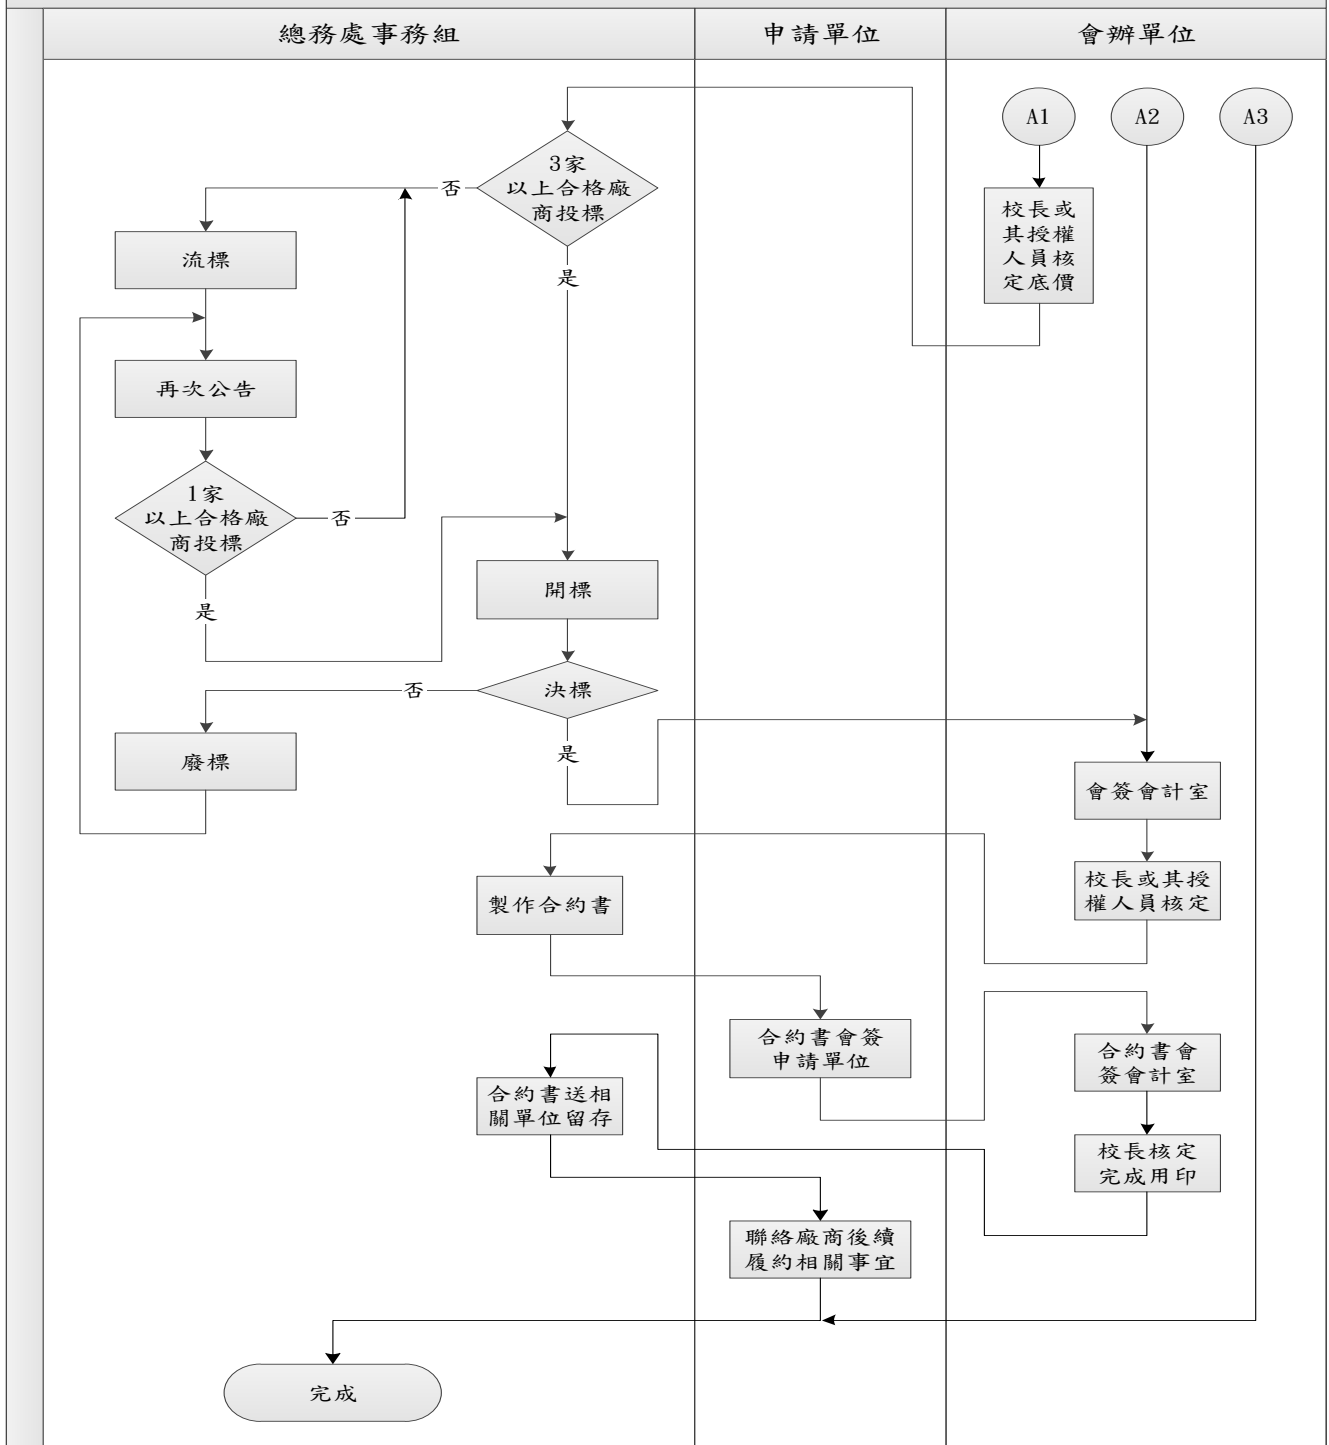 總務處事務組
申請單位
會辦單位
A1
A2
A3
3家
以上合格廠
商投標
否
是
校長或
其授權
人員核
定底價
流標
再次公告
1家
以上合格廠
商投標
否
是
開標
決標
否
是
廢標
會簽會計室
校長或其授
權人員核定
製作合約書
合約書會簽
申請單位
合約書會
簽會計室
合約書送相
關單位留存
校長核定
完成用印
聯絡廠商後續
履約相關事宜
完成